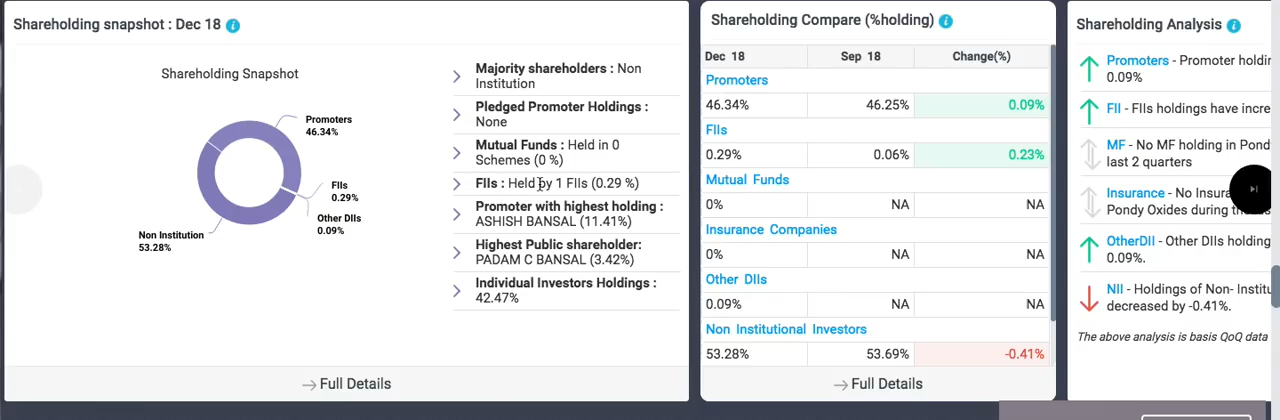 Shareholding snapshot : Dec 18
Shareholding Snapshot
Promoters
46.34%
FIIs
0.29%
Other DIIs
0.09%
Non Institution
53.28%
Majority shareholders : Non
Institution
Pledged Promoter Holdings :
None
Mutual Funds : Held in 0
Schemes (0 %)
FIIs : Held by 1 FIIs (0.29 %)
Promoter with highest holding :
ASHISH BANSAL (11.41%)
Highest Public shareholder:
PADAM C BANSAL (3.42%)
Individual Investors Holdings :
42.47%
Full Details
Shareholding Compare (%holding)
Dec 18 Sep 18 Change(%)
Promoters
46.34% 46.25% 0.09%
FIIs
0.29% 0.06% 0.23%
Mutual Funds
0% NA NA
Insurance Companies
0% NA NA
Other DIIs
0.09% NA NA
Non Institutional Investors
53.28% 53.69% -0.41%
Full Details
Shareholding Analysis
Promoters - Promoter holdin
0.09%
FII - FIIs holdings have incre
MF - No MF holding in Pond
last 2 quarters
Insurance - No Insura
Pondy Oxides during
OtherDII - Other DIIs holding
0.09%.
NII - Holdings of Non- Institu
decreased by -0.41%.
The above analysis is basis QoQ data